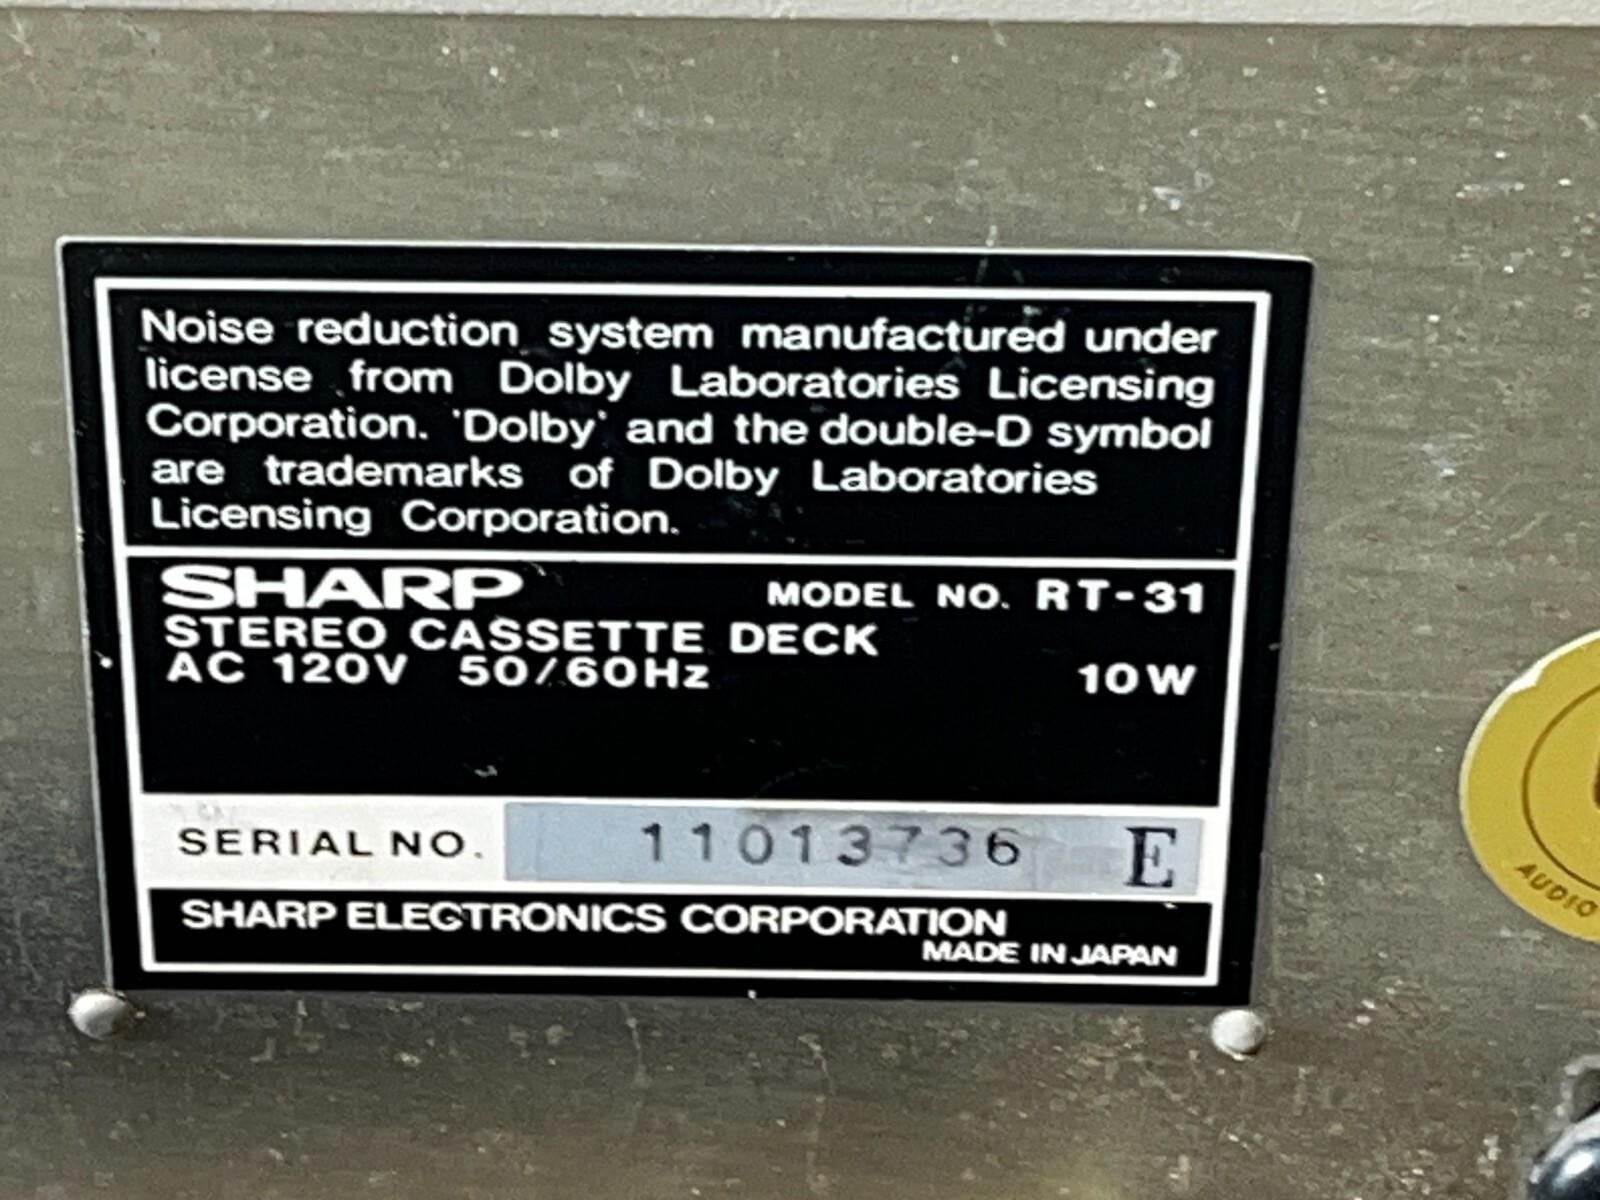 Noise reduction system manufactured under
license from Dolby Laboratories Licensing
Corporation. 'Dolby' and the double-D symbol
are trademarks of Dolby Laboratories
Licensing Corporation.
SHARP MODEL NO. RT-31
STEREO CASSETTE DECK
AC 120V 50/60Hz 10W
SERIAL NO. 11013736 E
SHARP ELECTRONICS CORPORATION
MADE IN JAPAN
AUDIO